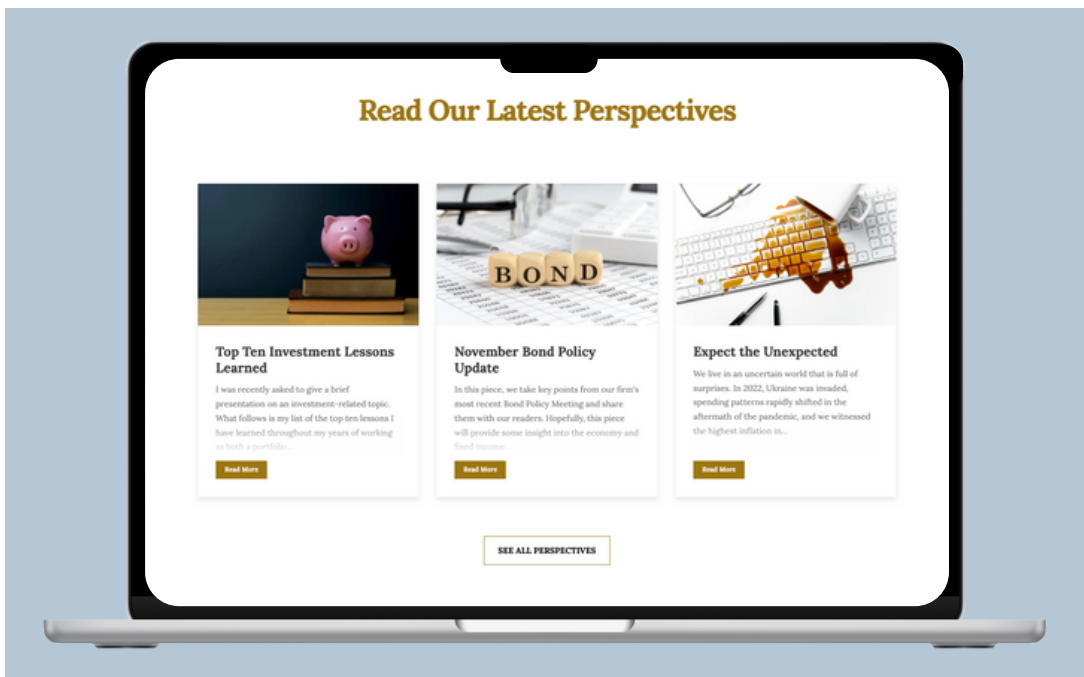 Read Our Latest Perspectives
BOND
Top Ten Investment Lessons
Learned
I was recently asked to give a brief
presentation on an investment-related topic.
What follows is my list of the top ten lessons I
have learned throughout my years of working
as both a portfolio...
Read More
November Bond Policy
Update
In this piece, we take key points from our firm's
most recent Bond Policy Meeting and share
them with our readers. Hopefully, this piece
will provide some insight into the economy and
fixed income...
Read More
Expect the Unexpected
We live in an uncertain world that is full of
surprises. In 2022, Ukraine was invaded,
spending patterns rapidly shifted in the
aftermath of the pandemic, and we witnessed
the highest inflation in...
Read More
SEE ALL PERSPECTIVES